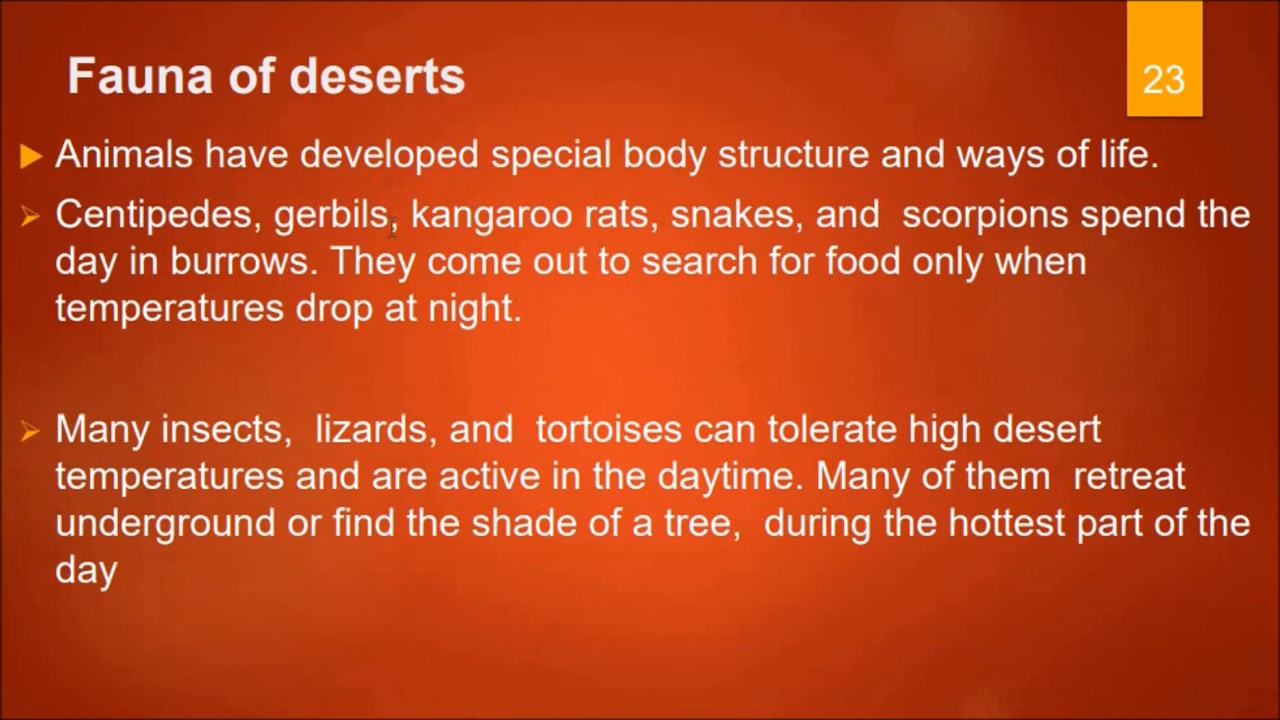 Fauna of deserts
23
Animals have developed special body structure and ways of life.
Centipedes, gerbils, kangaroo rats, snakes, and  scorpions spend the
day in burrows. They come out to search for food only when
temperatures drop at night.
Many insects,  lizards, and  tortoises can tolerate high desert
temperatures and are active in the daytime. Many of them  retreat
underground or find the shade of a tree,  during the hottest part of the
day